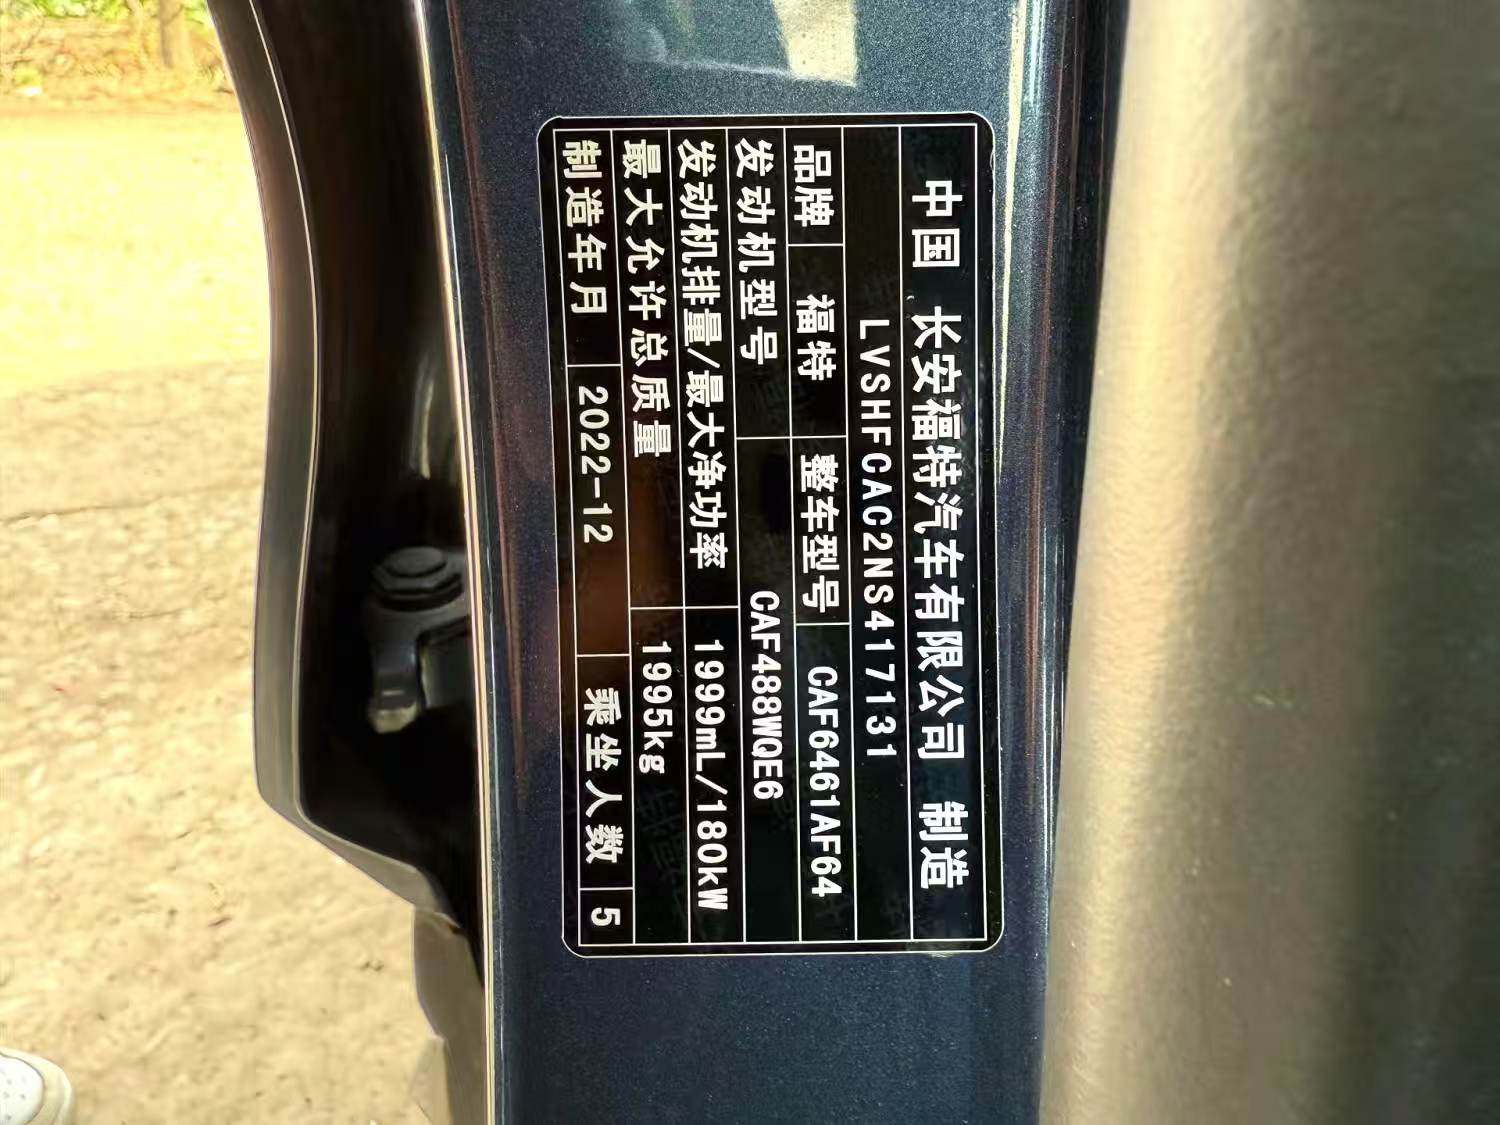 中国 长安福特汽车有限公司 制造
LVSHFCAC2NS417131
品牌 福特 整车型号 CAF6461AF64
发动机型号 CAF488WQE6
发动机排量/最大净功率 1999mL/180kW
最大允许总质量 1995kg
制造年月 2022-12 乘坐人数 5